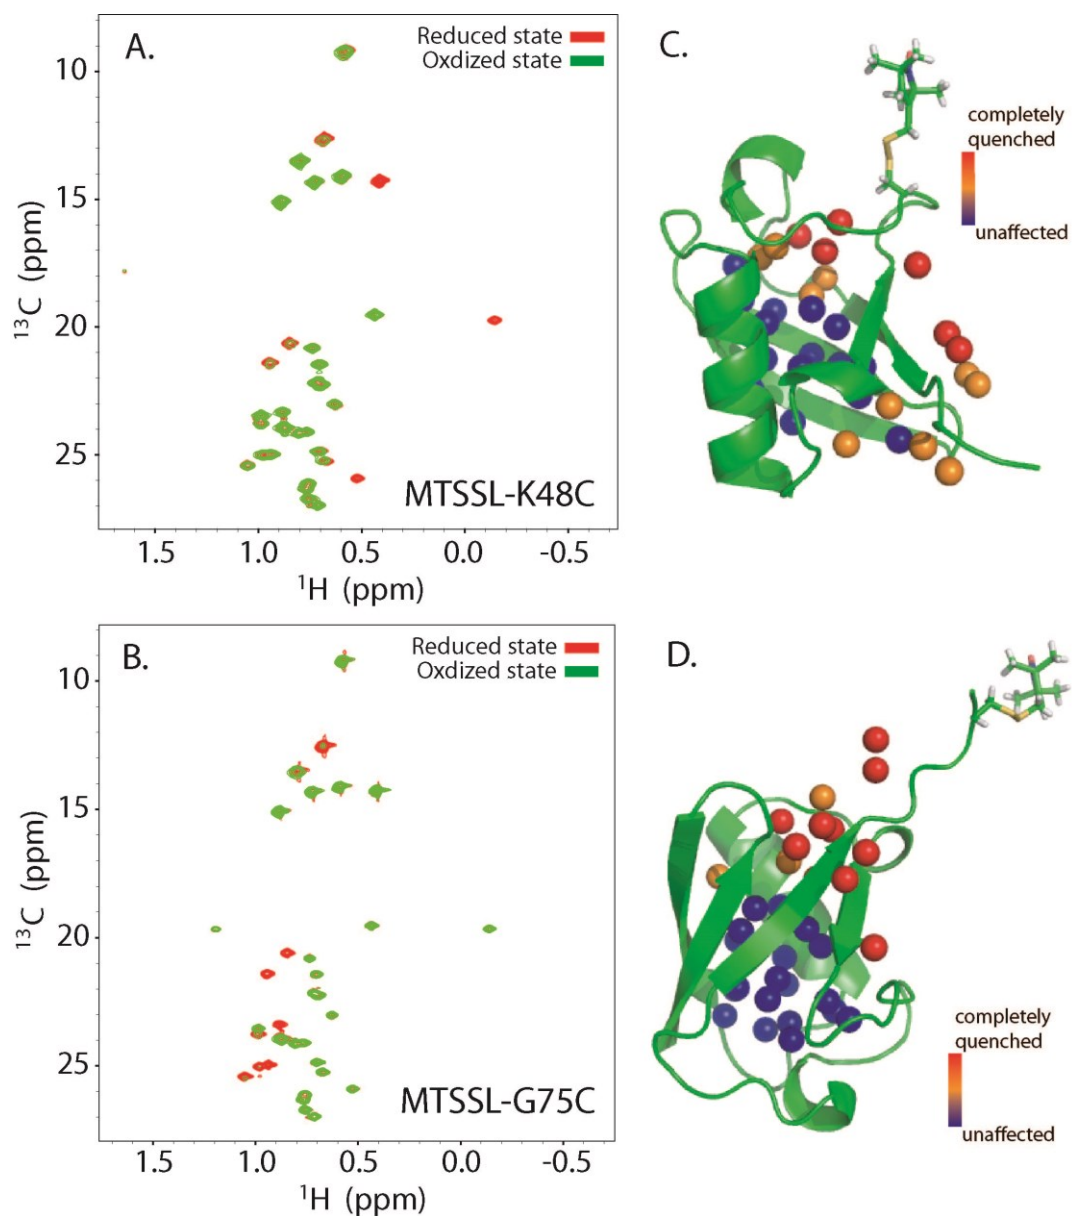 A.
Reduced state
Oxdized state
10
15
20
25
¹³C (ppm)
MTSSL-K48C
1.5 1.0 0.5 0.0 -0.5
¹H (ppm)
C.
completely
quenched
unaffected
B.
Reduced state
Oxdized state
10
15
20
25
¹³C (ppm)
MTSSL-G75C
1.5 1.0 0.5 0.0 -0.5
¹H (ppm)
D.
completely
quenched
unaffected